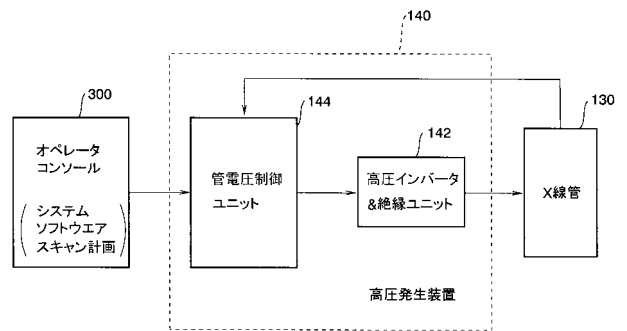 140
300
144
130
142
オペレータ
コンソール
システム
ソフトウエア
スキャン計画
管電圧制御
ユニット
高圧インバータ
&絶縁ユニット
X線管
高圧発生装置